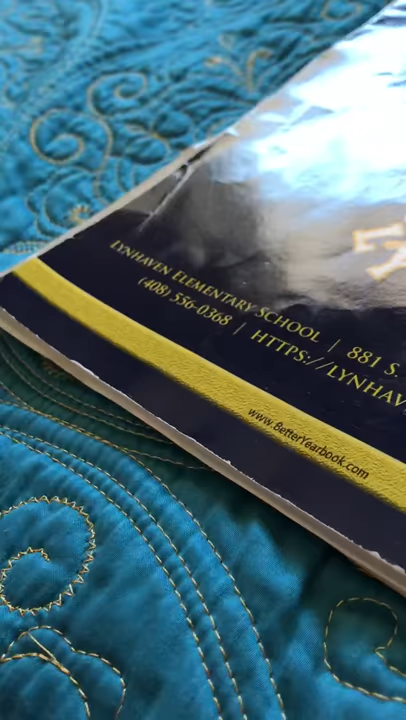 LYNHAVEN ELEMENTARY SCHOOL | 881 S.
(408) 556-0368 | HTTPS://LYNHAV
www.BetterYearbook.com